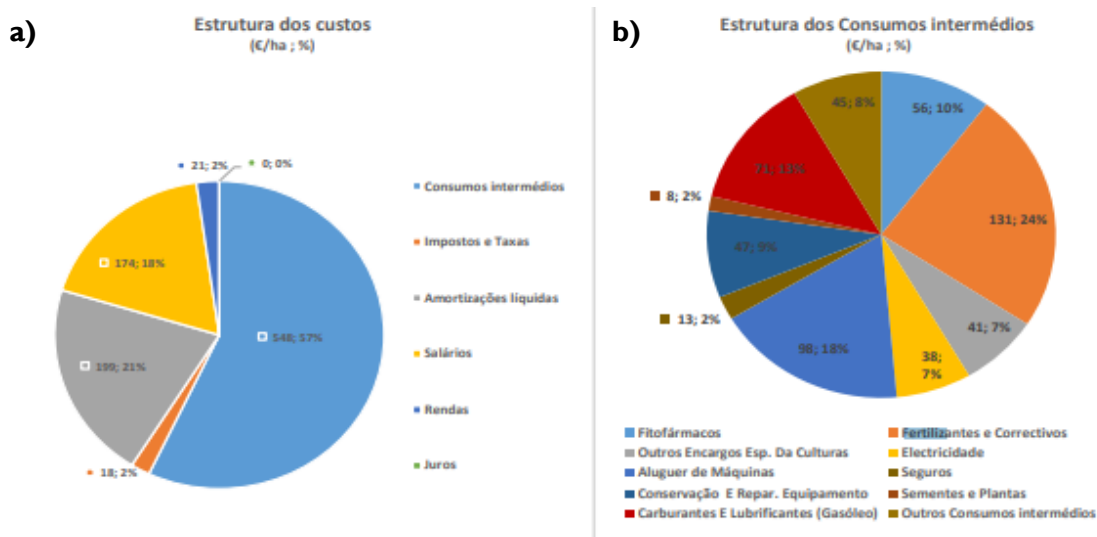 a)
Estrutura dos custos
(€/ha ; %)
21; 2%
0; 0%
174; 18%
548; 57%
199; 21%
18; 2%
Consumos intermédios
Impostos e Taxas
Amortizações líquidas
Salários
Rendas
Juros
b)
Estrutura dos Consumos intermédios
(€/ha ; %)
45; 8%
56; 10%
71; 13%
131; 24%
8; 2%
47; 9%
13; 2%
41; 7%
98; 18%
38;
7%
Fitofármacos
Fertilizantes e Correctivos
Outros Encargos Esp. Da Culturas
Electricidade
Aluguer de Máquinas
Seguros
Conservação E Repar. Equipamento
Sementes e Plantas
Carburantes E Lubrificantes (Gasóleo)
Outros Consumos intermédios